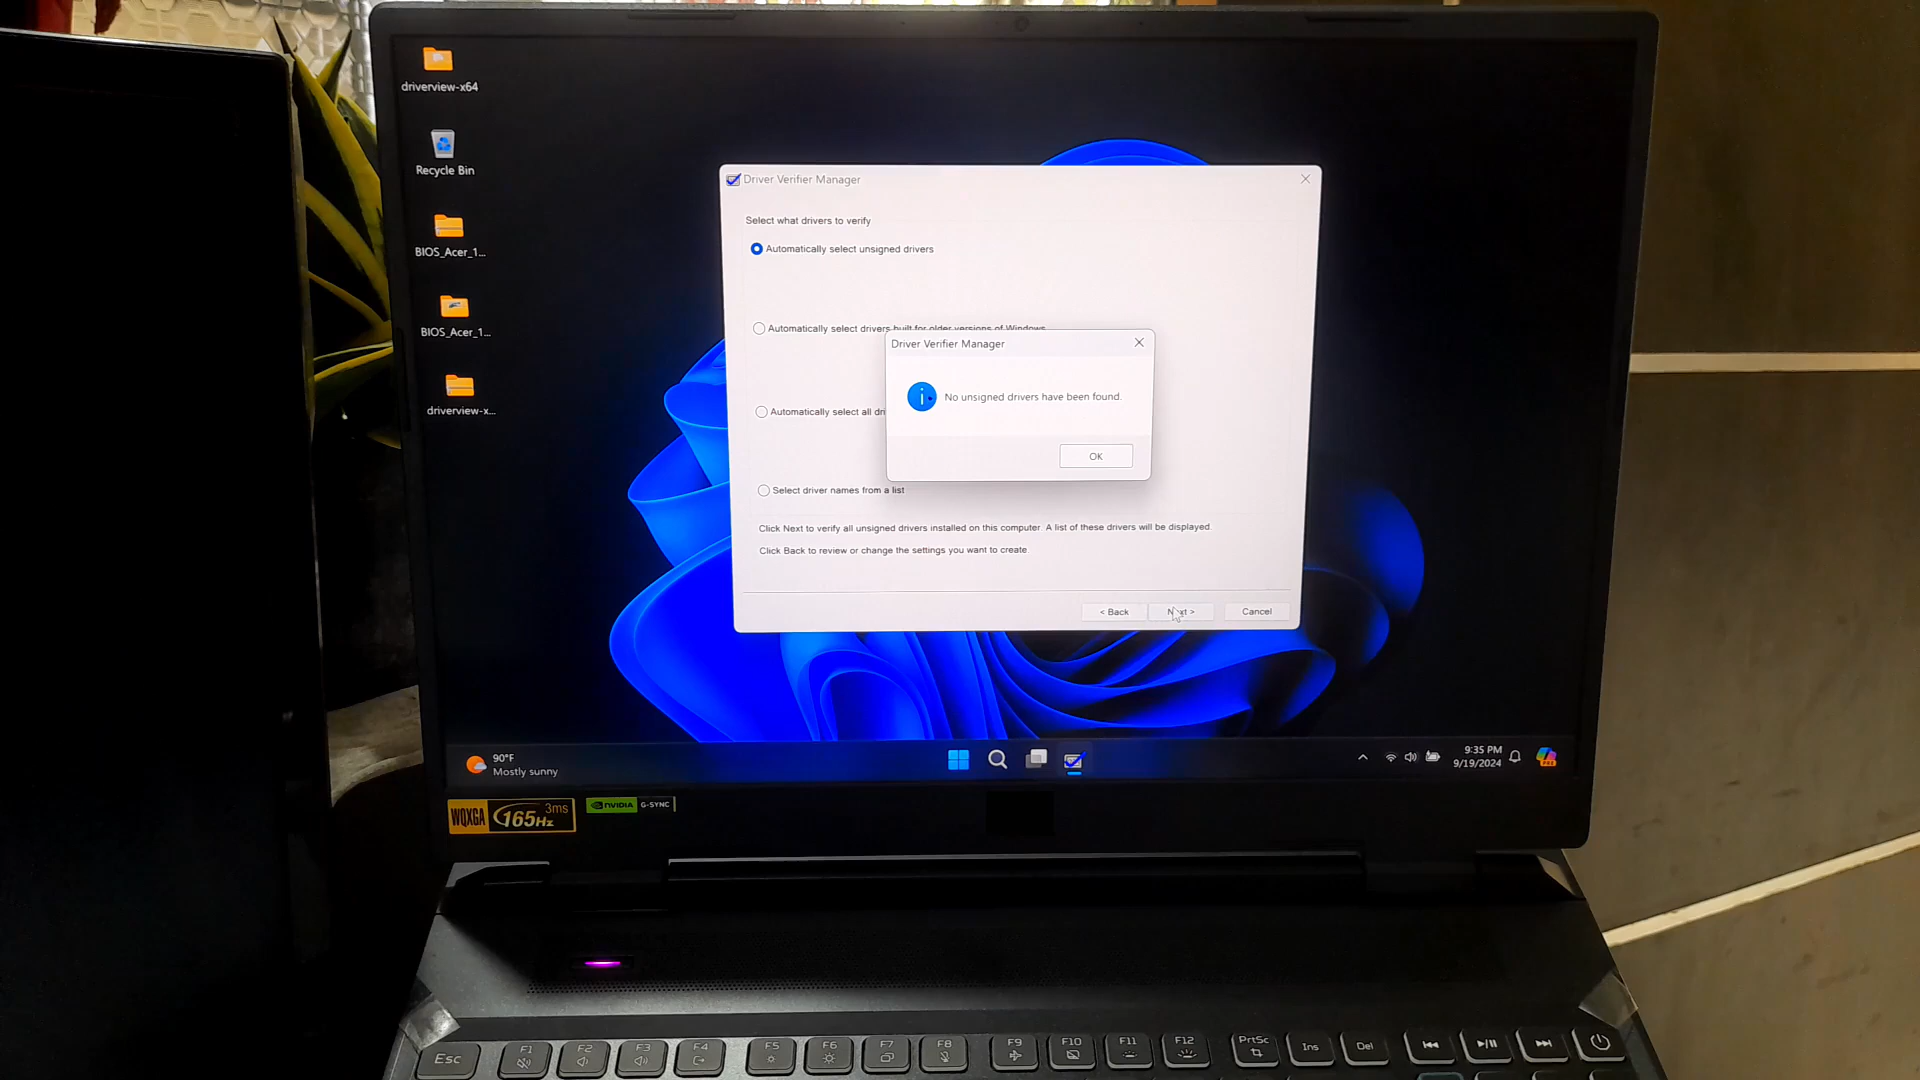 driverview-x64
Recycle Bin
BIOS_Acer_1...
BIOS_Acer_1...
driverview-x...
Driver Verifier Manager
Select what drivers to verify
Automatically select unsigned drivers
Automatically select drivers built for older versions of Windows
Automatically select all dri
Select driver names from a list
Driver Verifier Manager
No unsigned drivers have been found.
OK
Click Next to verify all unsigned drivers installed on this computer. A list of these drivers will be displayed.
Click Back to review or change the settings you want to create.
< Back
Next >
Cancel
90°F
Mostly sunny
9:35 PM
9/19/2024
PRE
WQXGA 165Hz 3ms
NVIDIA G-SYNC
Esc
F1
F2
F3
F4
F5
F6
F7
F8
F9
F10
F11
F12
PrtSc
Ins
Del